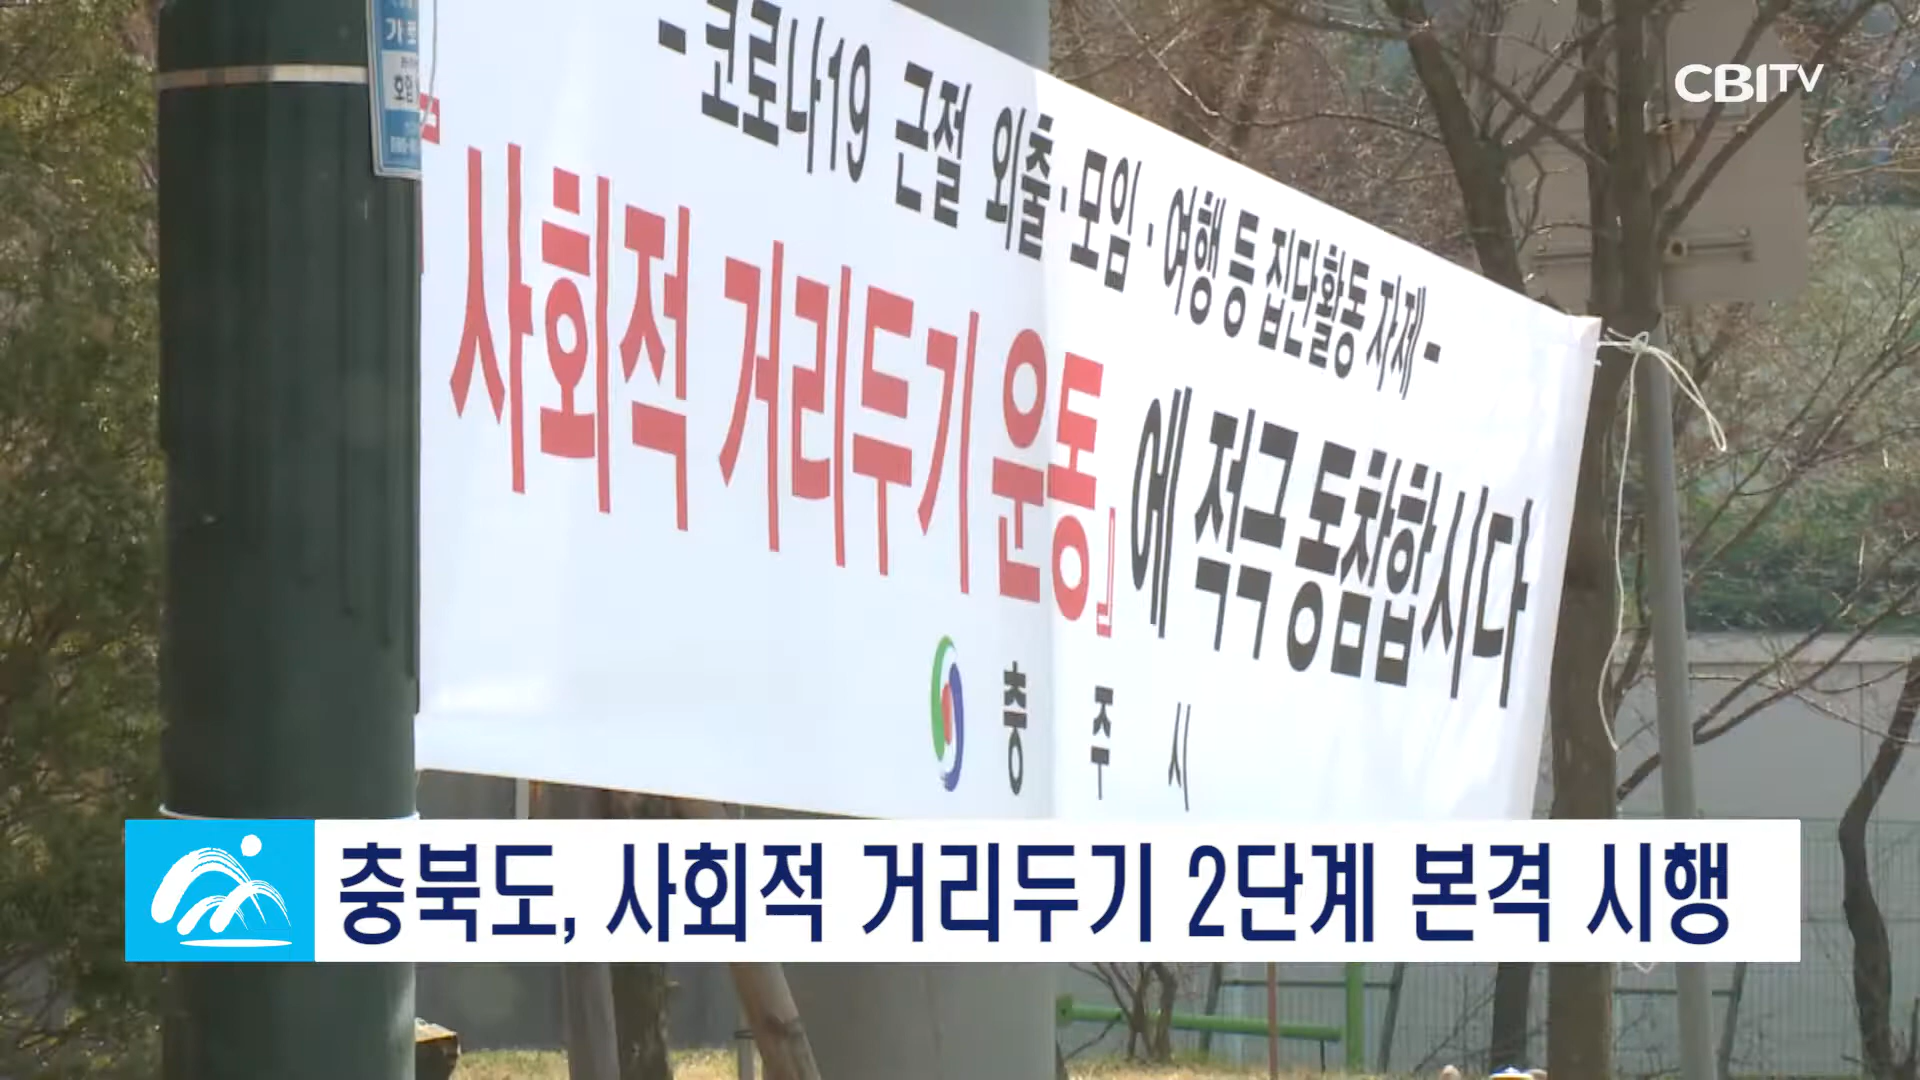 CBITV
- 코로나19 근절 외출·모임·여행 등 집단활동 자제 -
『사회적 거리두기 운동』에 적극 동참합시다
충 주 시
충북도, 사회적 거리두기 2단계 본격 시행